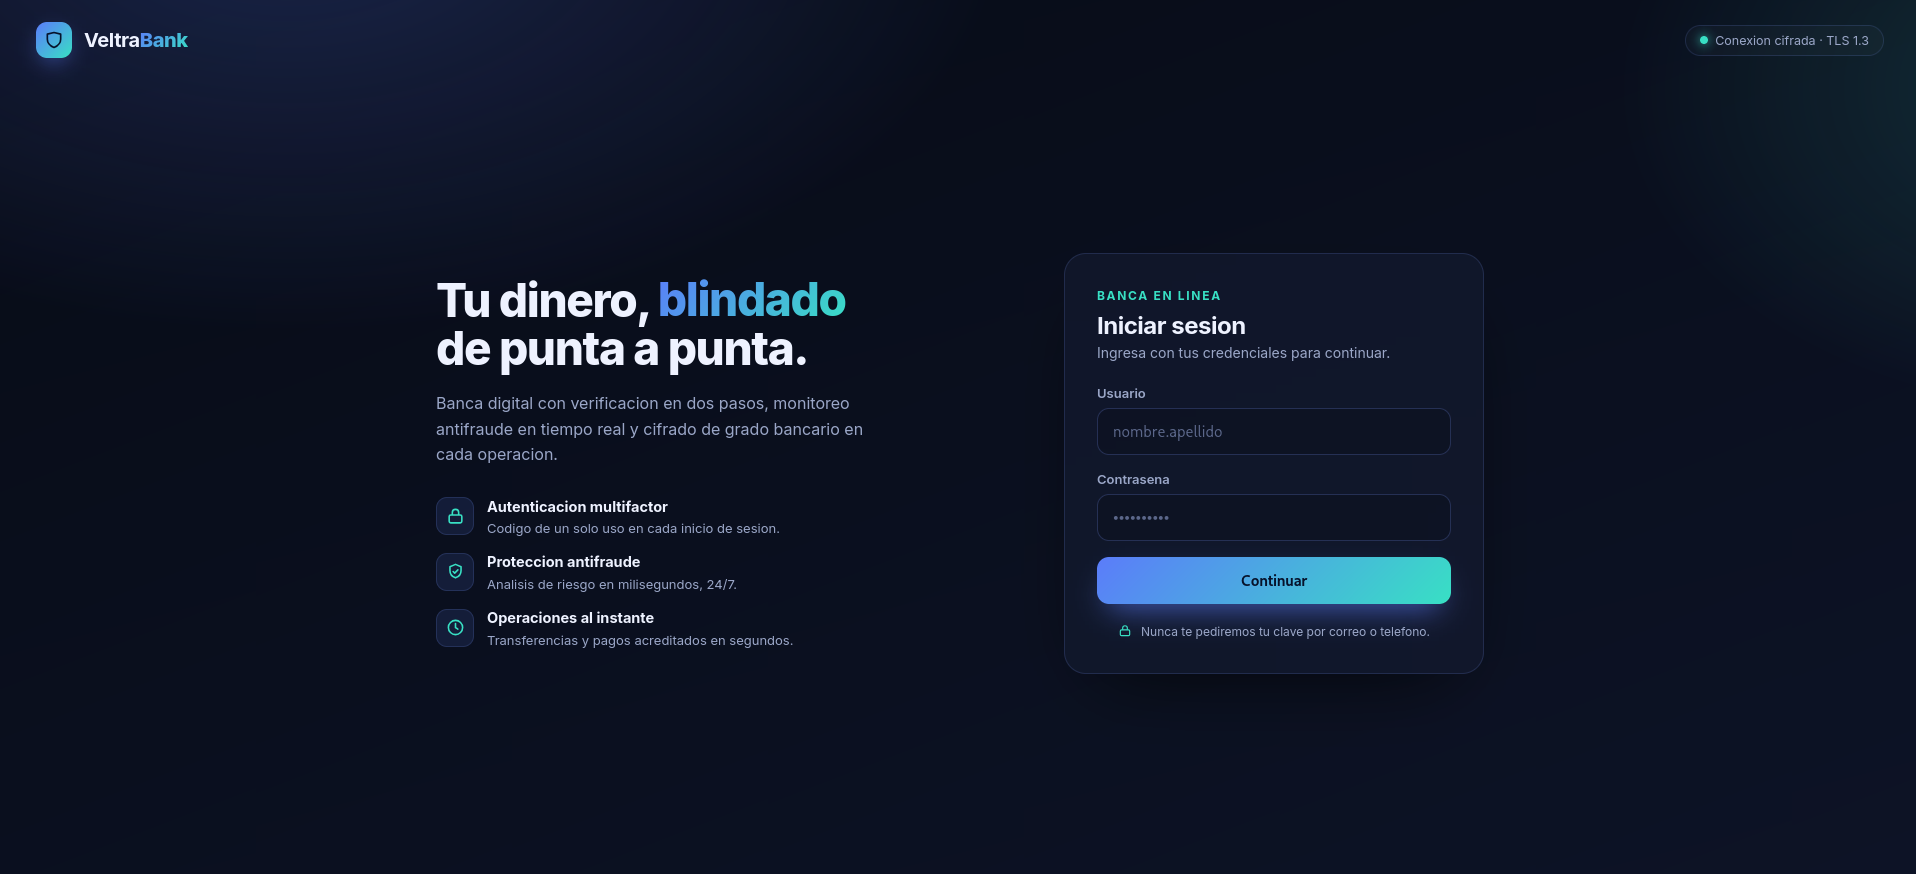 VeltraBank
Conexion cifrada · TLS 1.3
Tu dinero, blindado
de punta a punta.
Banca digital con verificacion en dos pasos, monitoreo
antifraude en tiempo real y cifrado de grado bancario en
cada operacion.
Autenticacion multifactor
Codigo de un solo uso en cada inicio de sesion.
Proteccion antifraude
Analisis de riesgo en milisegundos, 24/7.
Operaciones al instante
Transferencias y pagos acreditados en segundos.
BANCA EN LINEA
Iniciar sesion
Ingresa con tus credenciales para continuar.
Usuario
nombre.apellido
Contrasena
••••••••••
Continuar
Nunca te pediremos tu clave por correo o telefono.